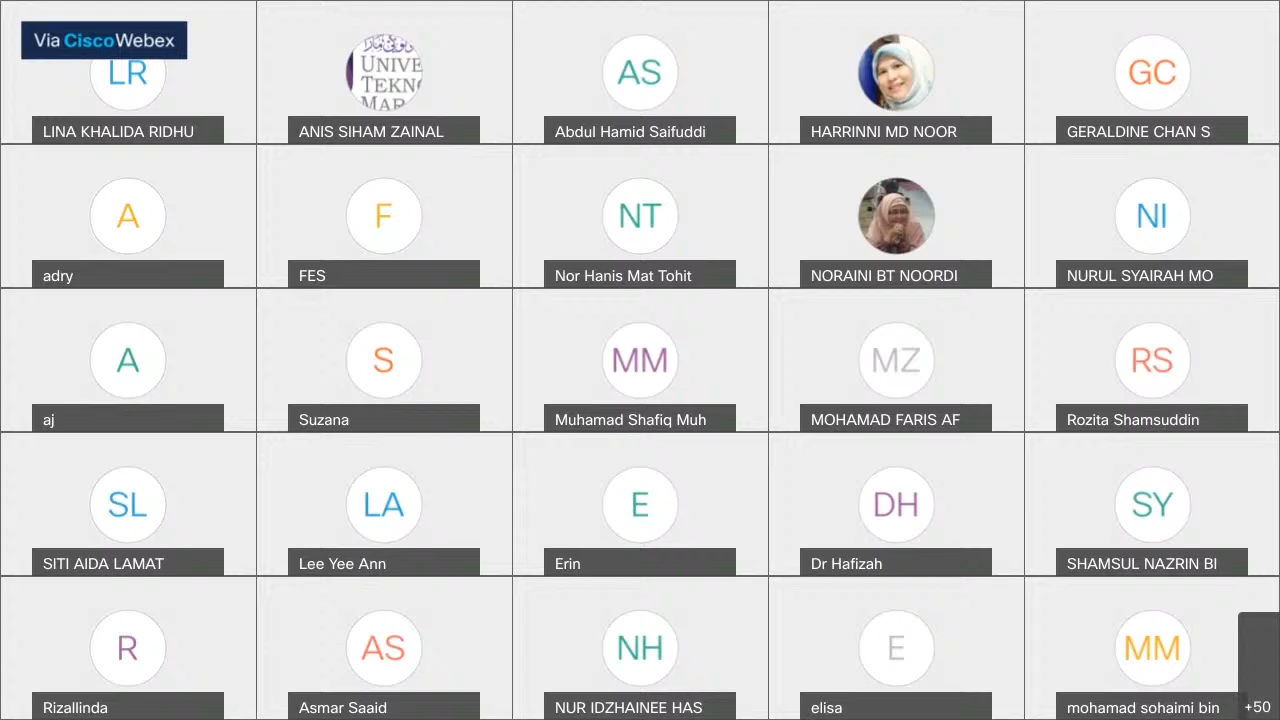 Via CiscoWebex
LR
LINA KHALIDA RIDHU
UNIVE
TEKN
MAR
ANIS SIHAM ZAINAL
AS
Abdul Hamid Saifuddi
HARRINNI MD NOOR
GC
GERALDINE CHAN S
A
adry
F
FES
NT
Nor Hanis Mat Tohit
NORAINI BT NOORDI
NI
NURUL SYAIRAH MO
A
aj
S
Suzana
MM
Muhamad Shafiq Muh
MZ
MOHAMAD FARIS AF
RS
Rozita Shamsuddin
SL
SITI AIDA LAMAT
LA
Lee Yee Ann
E
Erin
DH
Dr Hafizah
SY
SHAMSUL NAZRIN BI
R
Rizallinda
AS
Asmar Saaid
NH
NUR IDZHAINEE HAS
E
elisa
MM
mohamad sohaimi bin
+50